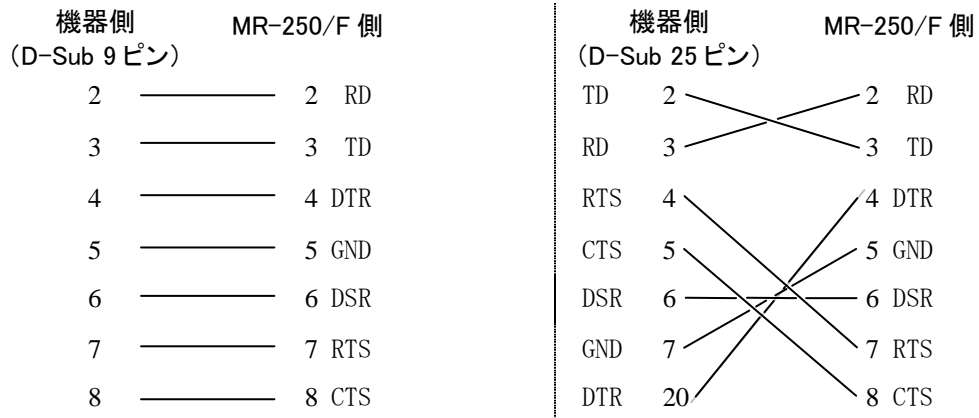 機器側 MR-250/F 側
(D-Sub 9 ピン)
2 2 RD
3 3 TD
4 4 DTR
5 5 GND
6 6 DSR
7 7 RTS
8 8 CTS
機器側 MR-250/F 側
(D-Sub 25 ピン)
TD 2 2 RD
RD 3 3 TD
RTS 4 4 DTR
CTS 5 5 GND
DSR 6 6 DSR
GND 7 7 RTS
DTR 20 8 CTS